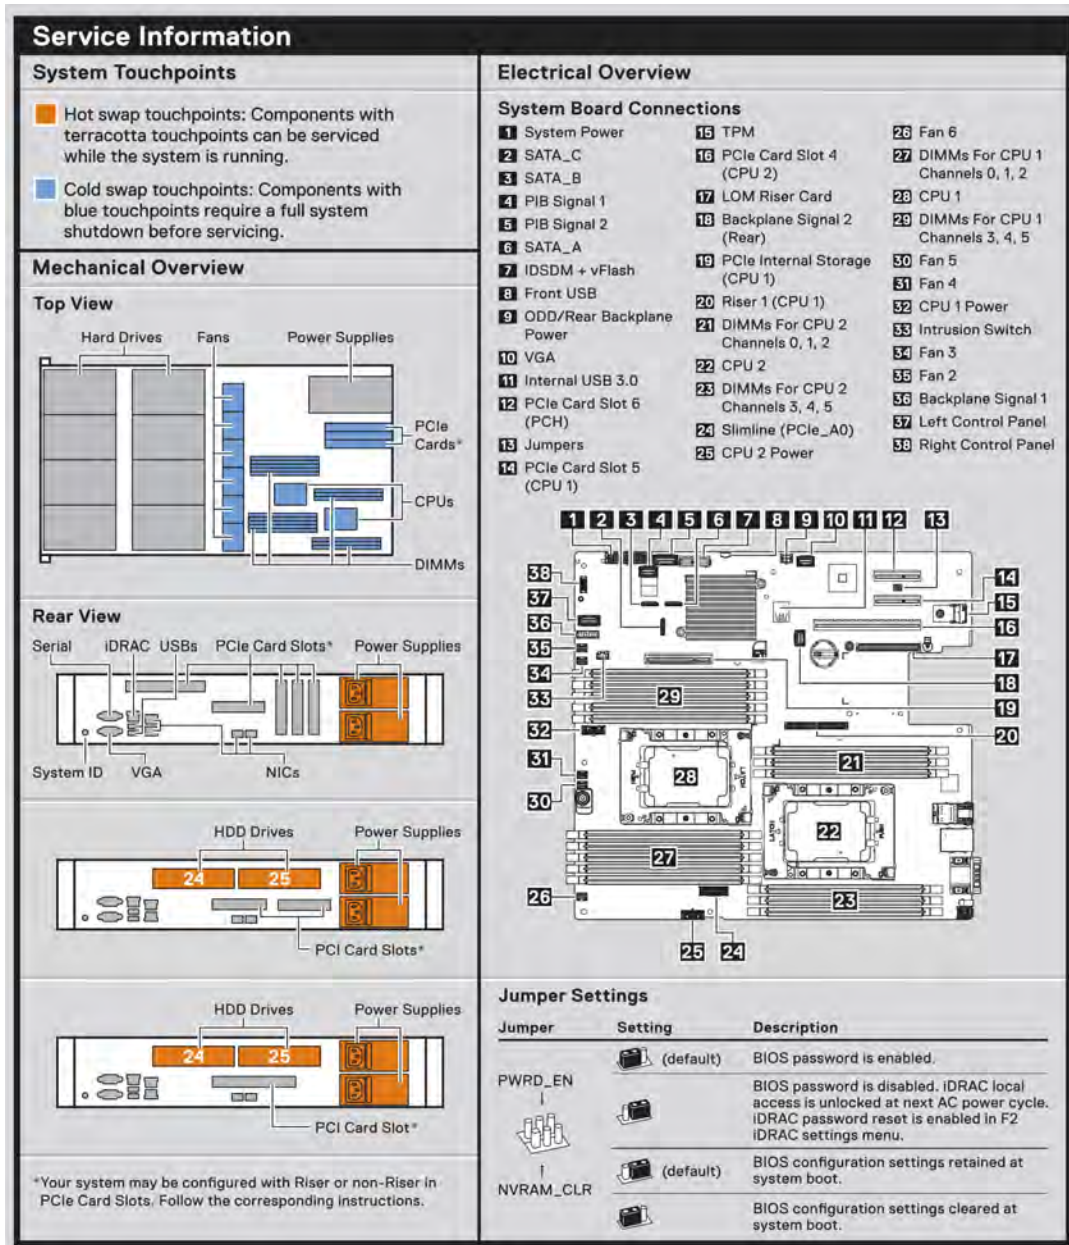 Service Information
System Touchpoints
Hot swap touchpoints: Components with
terracotta touchpoints can be serviced
while the system is running.
Cold swap touchpoints: Components with
blue touchpoints require a full system
shutdown before servicing.
Mechanical Overview
Top View
Hard Drives
Fans
Power Supplies
PCIe
Cards*
CPUs
DIMMs
Rear View
Serial
iDRAC
USBs
PCIe Card Slots*
Power Supplies
System ID
VGA
NICs
HDD Drives
Power Supplies
24
25
PCI Card Slots*
HDD Drives
Power Supplies
24
25
PCI Card Slot*
*Your system may be configured with Riser or non-Riser in
PCIe Card Slots. Follow the corresponding instructions.
Electrical Overview
System Board Connections
1 System Power
2 SATA_C
3 SATA_B
4 PIB Signal 1
5 PIB Signal 2
6 SATA_A
7 IDSDM + vFlash
8 Front USB
9 ODD/Rear Backplane
Power
10 VGA
11 Internal USB 3.0
12 PCIe Card Slot 6
(PCH)
13 Jumpers
14 PCIe Card Slot 5
(CPU 1)
15 TPM
16 PCIe Card Slot 4
(CPU 2)
17 LOM Riser Card
18 Backplane Signal 2
(Rear)
19 PCIe Internal Storage
(CPU 1)
20 Riser 1 (CPU 1)
21 DIMMs For CPU 2
Channels 0, 1, 2
22 CPU 2
23 DIMMs For CPU 2
Channels 3, 4, 5
24 Slimline (PCIe_A0)
25 CPU 2 Power
26 Fan 6
27 DIMMs For CPU 1
Channels 0, 1, 2
28 CPU 1
29 DIMMs For CPU 1
Channels 3, 4, 5
30 Fan 5
31 Fan 4
32 CPU 1 Power
33 Intrusion Switch
34 Fan 3
35 Fan 2
36 Backplane Signal 1
37 Left Control Panel
38 Right Control Panel
1 2 3 4 5 6 7 8 9 10 11 12 13
38
14
37
15
36
16
35
17
34
18
33
29
19
32
20
31
21
28
30
22
27
26
23
25 24
LATCH
LATCH
Jumper Settings
Jumper
Setting
Description
PWRD_EN
(default)
BIOS password is enabled.
BIOS password is disabled. iDRAC local
access is unlocked at next AC power cycle.
iDRAC password reset is enabled in F2
iDRAC settings menu.
NVRAM_CLR
(default)
BIOS configuration settings retained at
system boot.
BIOS configuration settings cleared at
system boot.